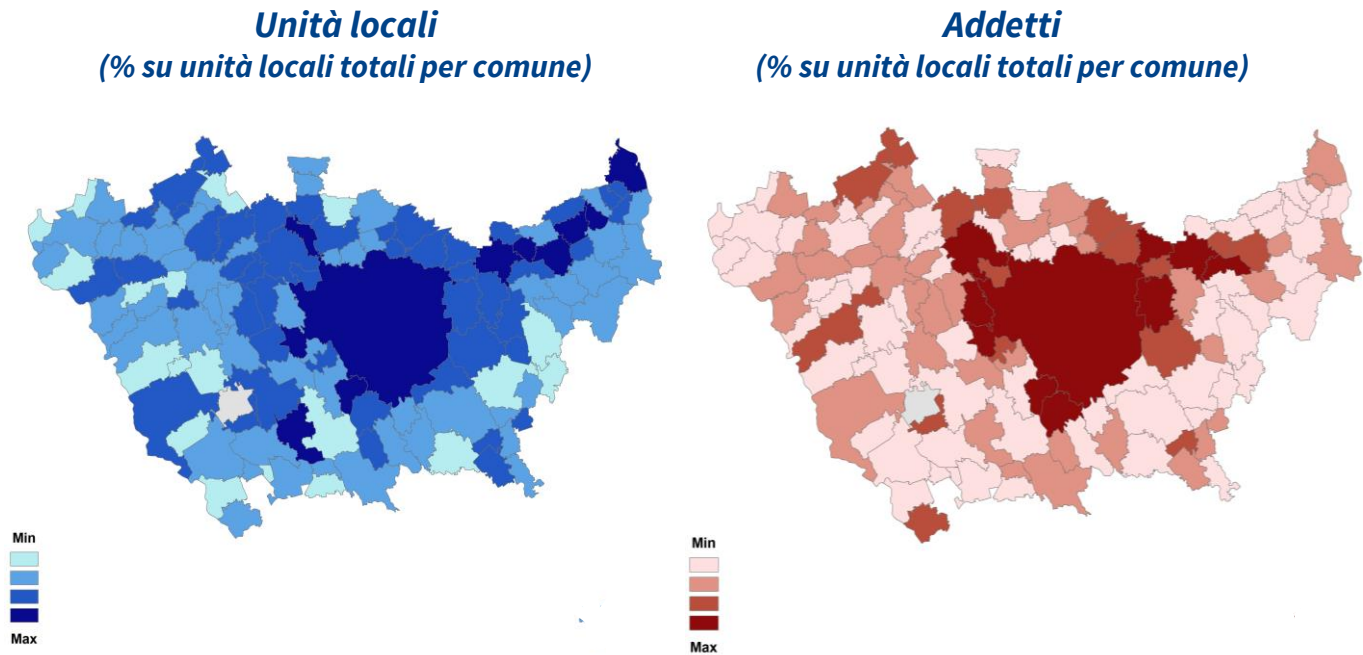 Unità locali
(% su unità locali totali per comune)
Addetti
(% su unità locali totali per comune)
Min
Max
Min
Max